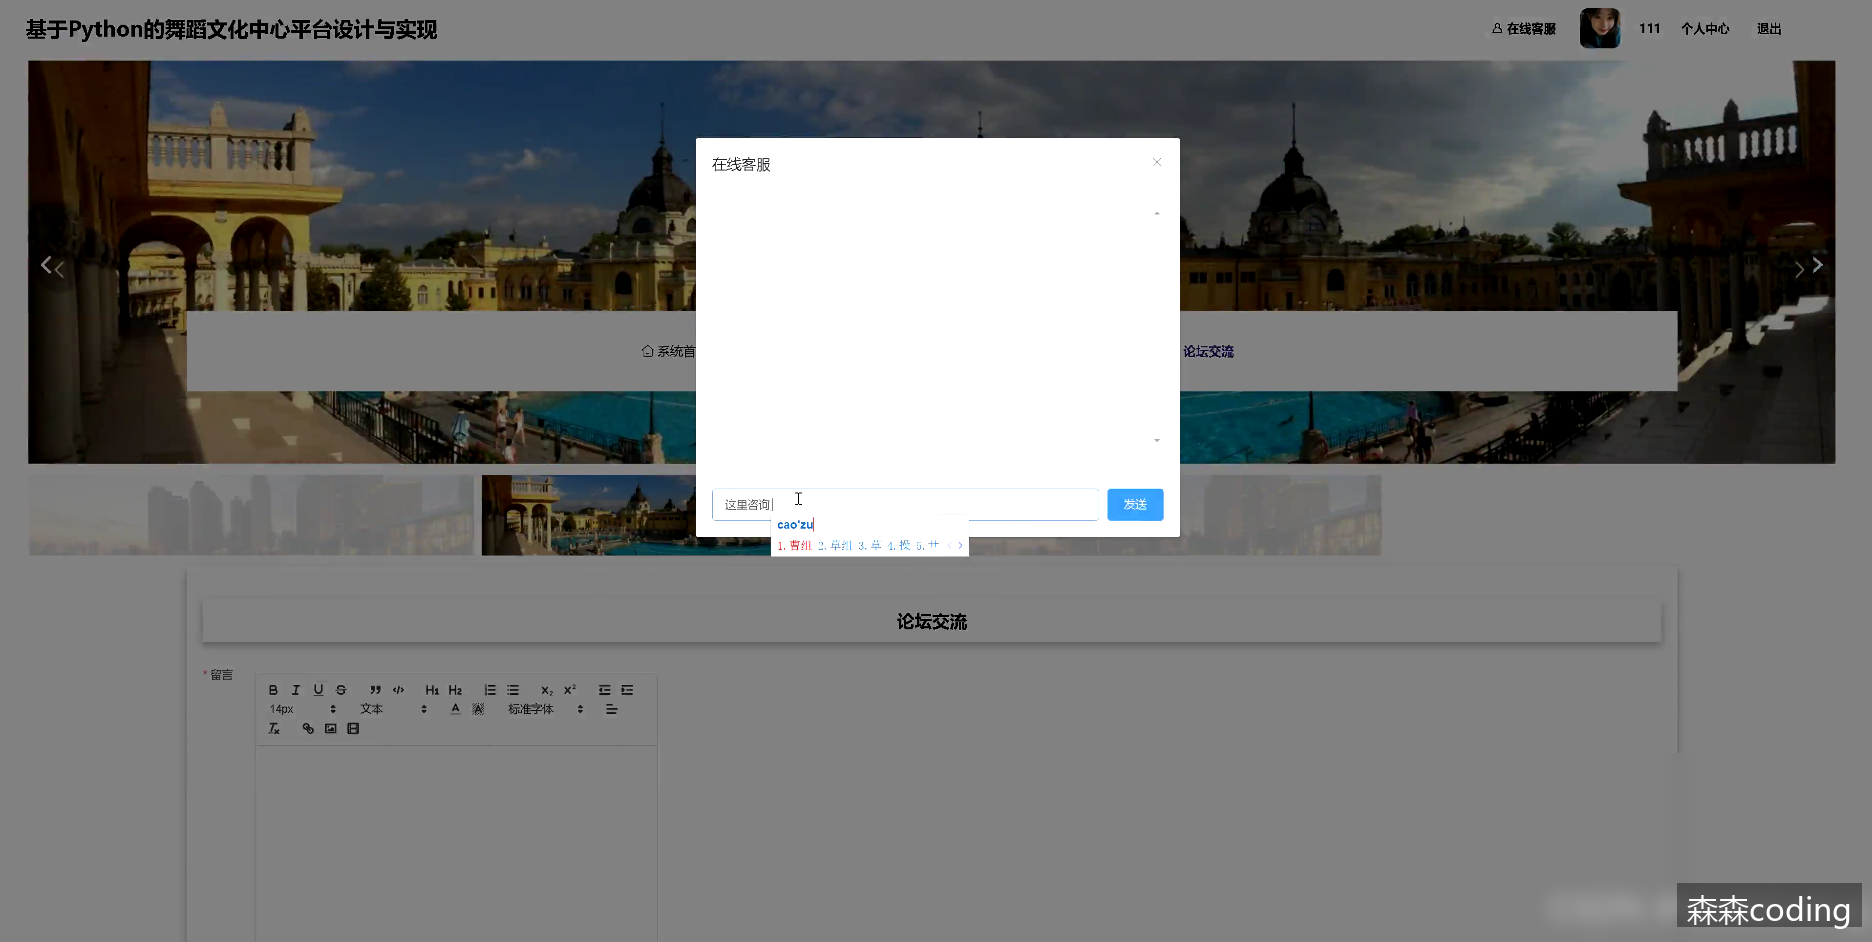 基于Python的舞蹈文化中心平台设计与实现
在线客服 111 个人中心 退出
在线客服
系统首
论坛交流
这里咨询
发送
cao'zu
1.曹组 2.草组 3.草 4.操 5.艹
论坛交流
* 留言
B I U S ” </> H1 H2 x2 x2
14px 文本 A A 标准字体
Tx
森森coding